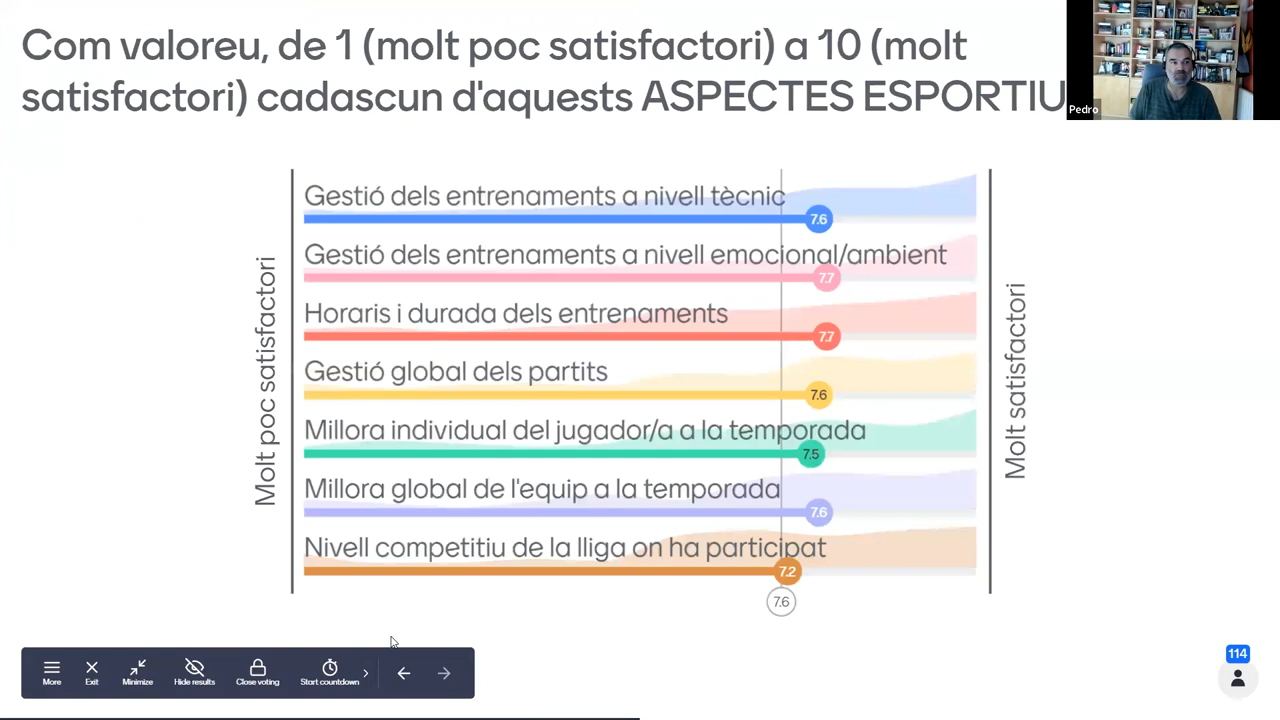 Com valoreu, de 1 (molt poc satisfactori) a 10 (molt
satisfactori) cadascun d'aquests ASPECTES ESPORTIU
Pedro
Molt poc satisfactori
Gestió dels entrenaments a nivell tècnic
7.6
Gestió dels entrenaments a nivell emocional/ambient
7.7
Horaris i durada dels entrenaments
7.7
Gestió global dels partits
7.6
Millora individual del jugador/a a la temporada
7.5
Millora global de l'equip a la temporada
7.6
Nivell competitiu de la lliga on ha participat
7.2
7.6
Molt satisfactori
More
Exit
Minimize
Hide results
Close voting
Start countdown
114